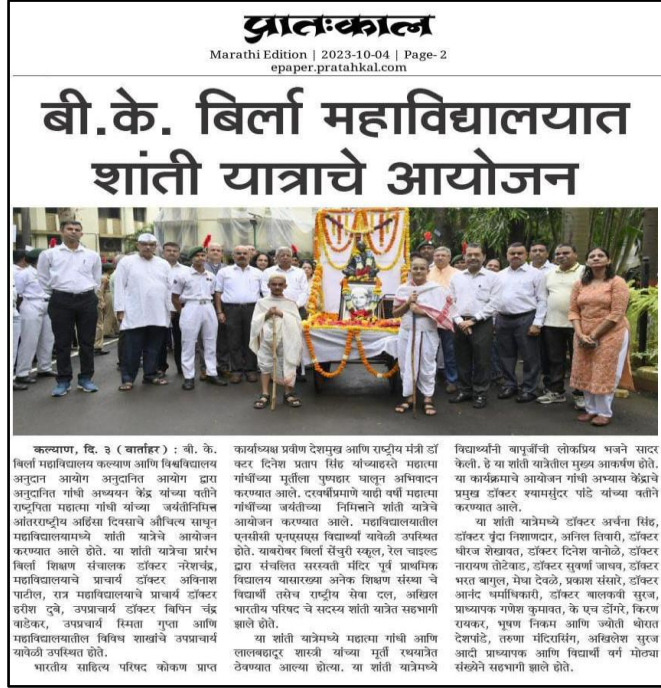 प्रातःकाल
Marathi Edition | 2023-10-04 | Page- 2
epaper.pratahkal.com
बी.के. बिर्ला महाविद्यालयात
शांती यात्राचे आयोजन
कल्याण, दि. ३ ( वार्ताहर ) : बी. के.
बिर्ला महाविद्यालय कल्याण आणि विश्वविद्यालय
अनुदान आयोग अनुदानित आयोग द्वारा
अनुदानित गांधी अध्ययन केंद्र यांच्या वतीने
राष्ट्रपिता महात्मा गांधी यांच्या जयंतीनिमित्त
आंतरराष्ट्रीय अहिंसा दिवसाचे औचित्य साधून
महाविद्यालयामध्ये शांती यात्रेचे आयोजन
करण्यात आले होते. या शांती यात्रेचा प्रारंभ
बिर्ला शिक्षण संचालक डॉक्टर नरेशचंद्र,
महाविद्यालयाचे प्राचार्य डॉक्टर अविनाश
पाटील, रात्र महाविद्यालयाचे प्राचार्य डॉक्टर
हरीश दुबे, उपप्राचार्य डॉक्टर बिपिन चंद्र
वाडेकर, उपप्राचार्य स्मिता गुप्ता आणि
महाविद्यालयातील विविध शाखांचे उपप्राचार्य
यावेळी उपस्थित होते.
भारतीय साहित्य परिषद कोकण प्राप्त
कार्याध्यक्ष प्रवीण देशमुख आणि राष्ट्रीय मंत्री डॉ
क्टर दिनेश प्रताप सिंह यांच्याहस्ते महात्मा
गांधींच्या मूर्तीला पुष्पहार घालून अभिवादन
करण्यात आले. दरवर्षीप्रमाणे याही वर्षी महात्मा
गांधींच्या जयंतीच्या निमित्ताने शांती यात्रेचे
आयोजन करण्यात आले. महाविद्यालयातील
एनसीसी एनएसएस विद्यार्थी यावेळी उपस्थित
होते. याबरोबर बिर्ला सेंचुरी स्कूल, रेल चाइल्ड
द्वारा संचलित सरस्वती मंदिर पूर्व प्राथमिक
विद्यालय यासारख्या अनेक शिक्षण संस्था चे
विद्यार्थी तसेच राष्ट्रीय सेवा दल, अखिल
भारतीय परिषद चे सदस्य शांती यात्रेत सहभागी
झाले होते.
या शांती यात्रेमध्ये महात्मा गांधी आणि
लालबहादूर शास्त्री यांच्या मूर्ती रथयात्रेत
ठेवण्यात आल्या होत्या. या शांती यात्रेमध्ये
विद्यार्थ्यांनी बापूजींची लोकप्रिय भजने सादर
केली. हे या शांती यात्रेतील मुख्य आकर्षण होते.
या कार्यक्रमाचे आयोजन गांधी अभ्यास केंद्राचे
प्रमुख डॉक्टर श्यामसुंदर पांडे यांच्या वतीने
करण्यात आले.
या शांती यात्रेमध्ये डॉक्टर अर्चना सिंह,
डॉक्टर वृंदा निशाणदार, अनिल तिवारी, डॉक्टर
धीरज शेखावत, डॉक्टर दिनेश वानोळे, डॉक्टर
नारायण तोटेवाड, डॉक्टर सुवर्णा जाधव, डॉक्टर
भरत बागुल, मेघा देवळे, प्रकाश संसारे, डॉक्टर
आनंद धर्माधिकारी, डॉक्टर बालकवी सुरज,
प्राध्यापक गणेश कुमावत, के एच डोंगरे, किरण
रायकर, भूषण निकम आणि ज्योती थोरात
देशपांडे, तरुणा मंदिरासिंग, अखिलेश सुरज
आदी प्राध्यापक आणि विद्यार्थी वर्ग मोठ्या
संख्येने सहभागी झाले होते.